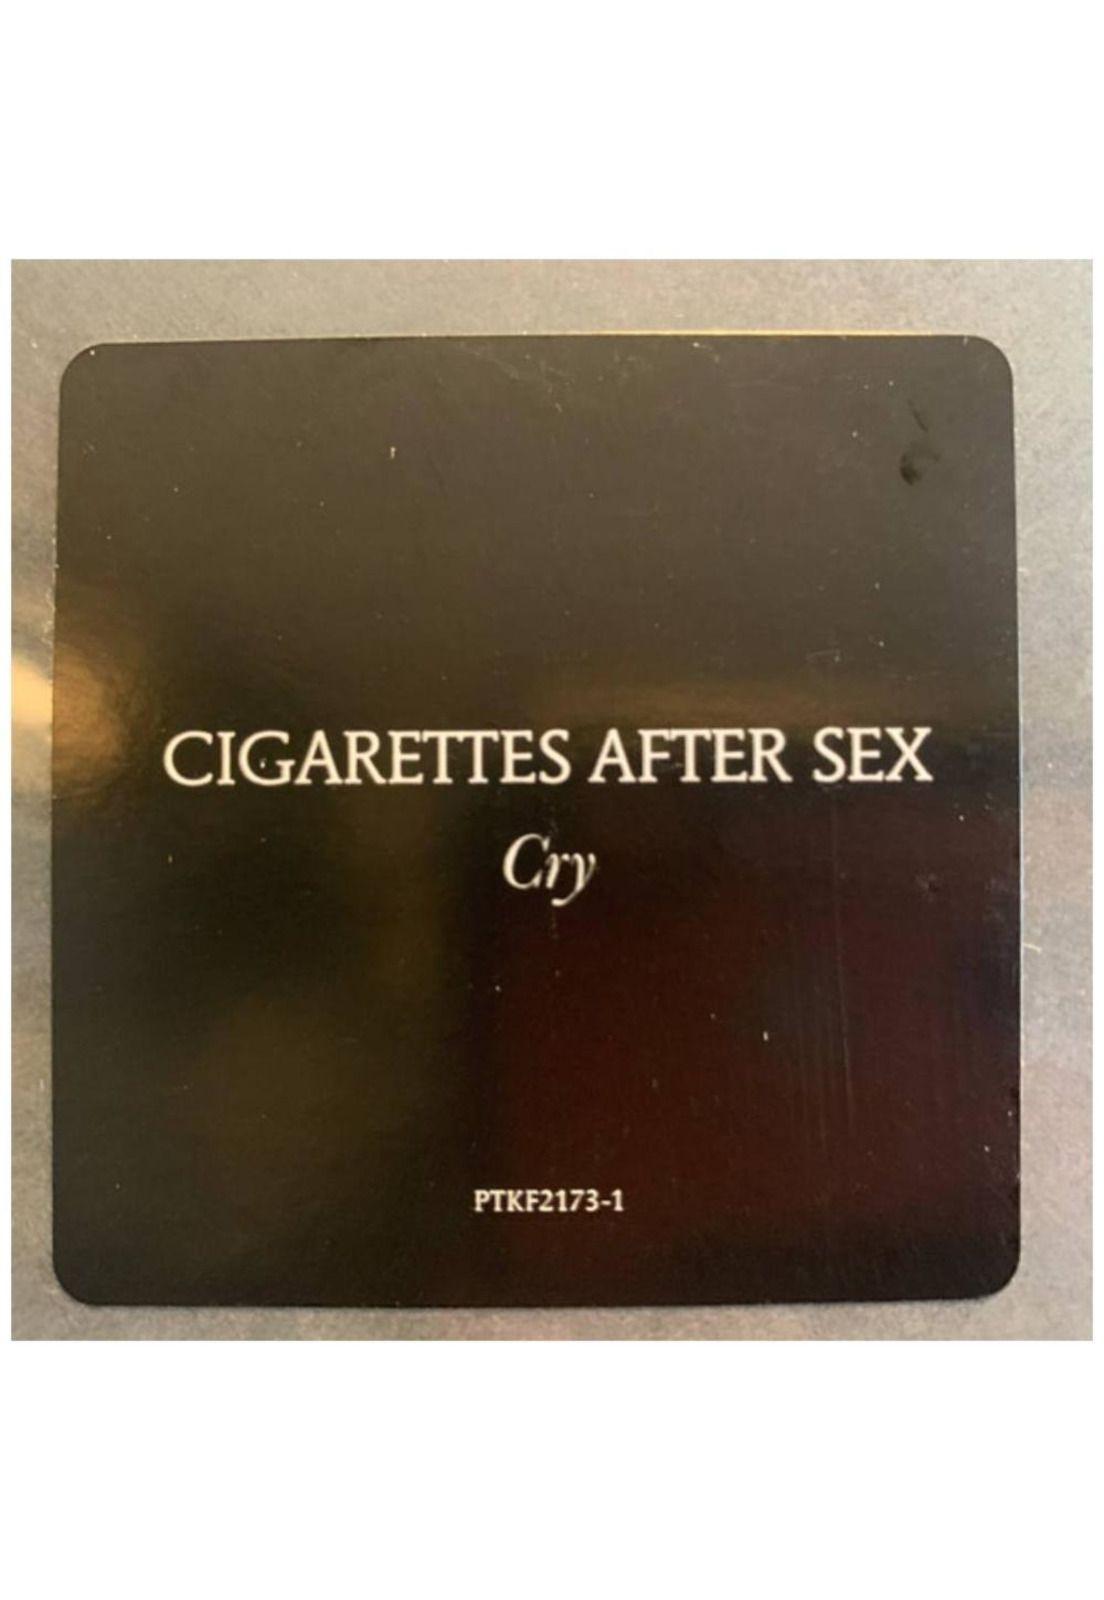 CIGARETTES AFTER SEX
Cry
PTKF2173-1